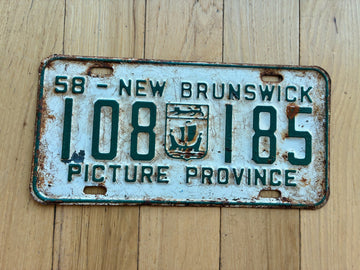 58 - NEW BRUNSWICK
108 185
PICTURE PROVINCE